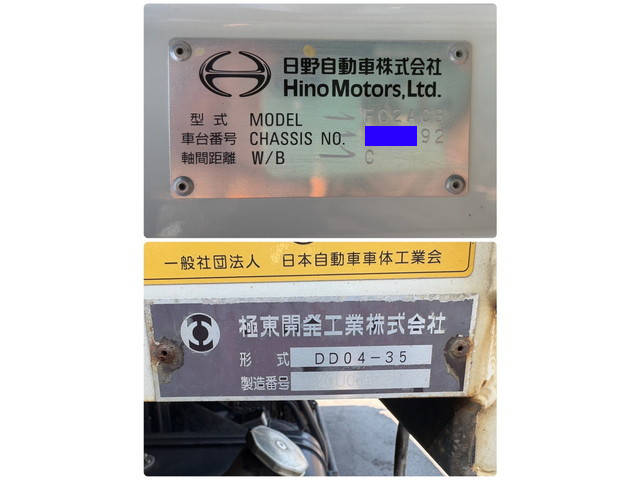 日野自動車株式会社
Hino Motors, Ltd.
型式 MODEL
車台番号 CHASSIS NO. 92
軸間距離 W/B C
一般社団法人 日本自動車車体工業会
極東開発工業株式会社
形式 DD04-35
製造番号